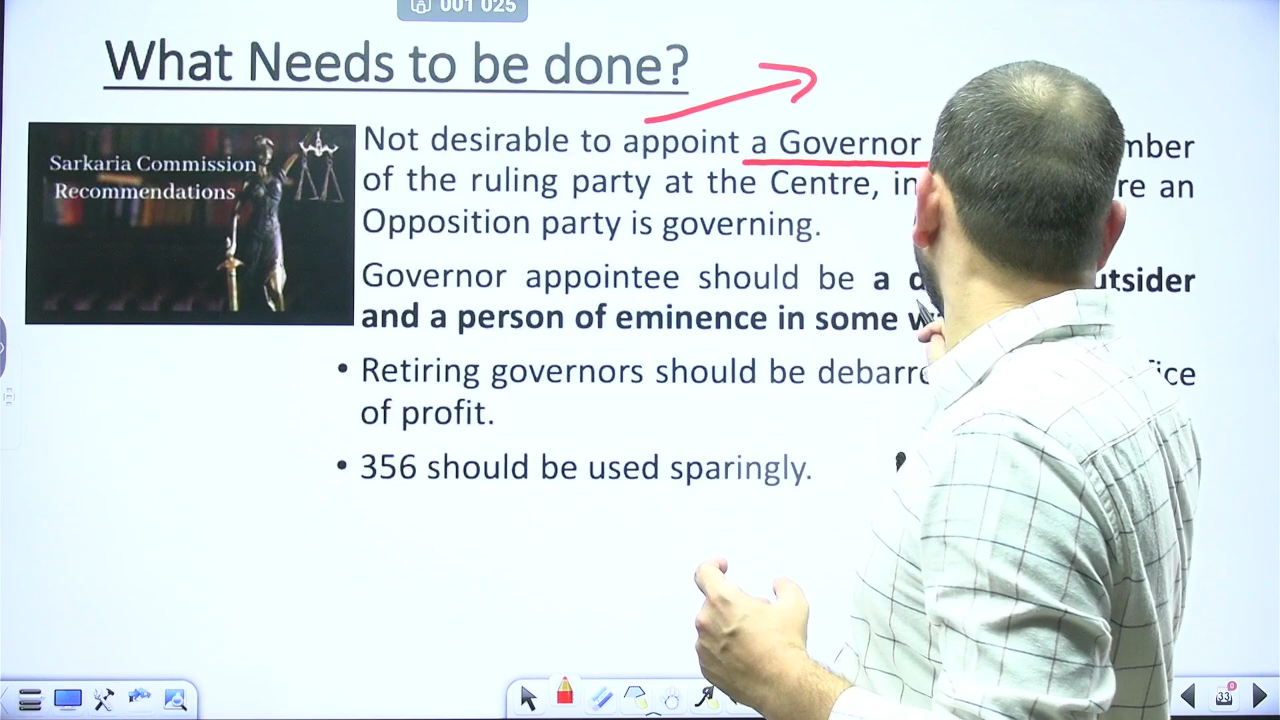 001 025
What Needs to be done?
Sarkaria Commission
Recommendations
Not desirable to appoint a Governor mber
of the ruling party at the Centre, in re an
Opposition party is governing.
Governor appointee should be a d utsider
and a person of eminence in some w
• Retiring governors should be debarre ice
of profit.
• 356 should be used sparingly.
33